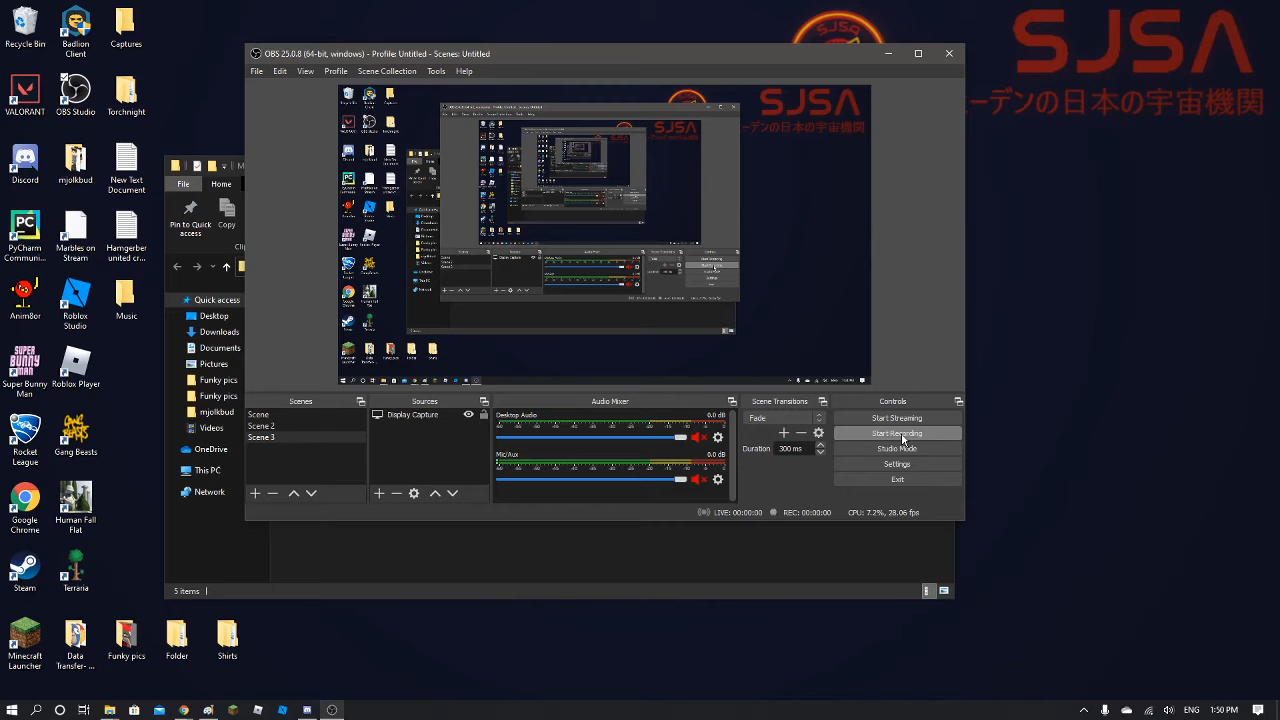 Recycle Bin
Badlion
Client
Captures
VALORANT
OBS Studio
Torchnight
Discord
mjolkbud
New Text
Document
PyCharm
Marbles on
Stream
Hamgerber
united cr...
Anim8or
Roblox
Studio
Music
Super Bunny
Man
Roblox Player
Gang Beasts
Google
Chrome
Human Fall
Flat
Steam
Terraria
Minecraft
Launcher
Data
Transfer-...
Funky pics
Folder
Shirts
SJSA
ーデンの日本の宇宙機関
OBS 25.0.8 (64-bit, windows) - Profile: Untitled - Scenes: Untitled
File
Edit
View
Profile
Scene Collection
Tools
Help
File
Home
Pin to Quick
access
Copy
Quick access
Desktop
Downloads
Documents
Pictures
Funky pics
Funky pics
mjolkbud
Videos
OneDrive
This PC
Network
5 items
Scenes
Scene
Scene 2
Scene 3
Sources
Display Capture
Audio Mixer
Desktop Audio
0.0 dB
Mic/Aux
0.0 dB
Scene Transitions
Fade
Duration
300 ms
Controls
Start Streaming
Start Recording
Studio Mode
Settings
Exit
LIVE: 00:00:00
REC: 00:00:00
CPU: 7.2%, 28.06 fps
ENG
1:50 PM